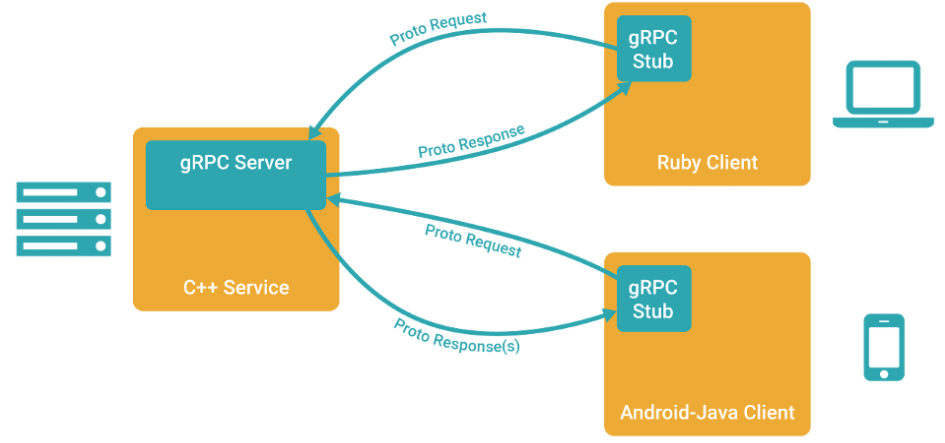 Proto Request
gRPC
Stub
Proto Response
Ruby Client
gRPC Server
C++ Service
Proto Request
gRPC
Stub
Proto Response(s)
Android-Java Client